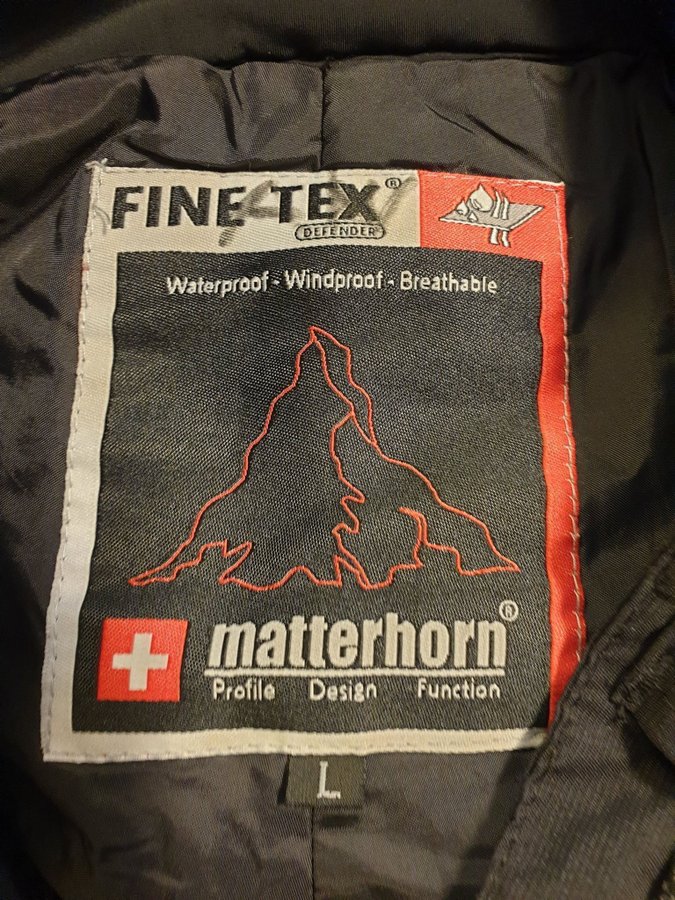 FINE TEX®
DEFENDER
Waterproof - Windproof - Breathable
matterhorn®
Profile Design Function
L